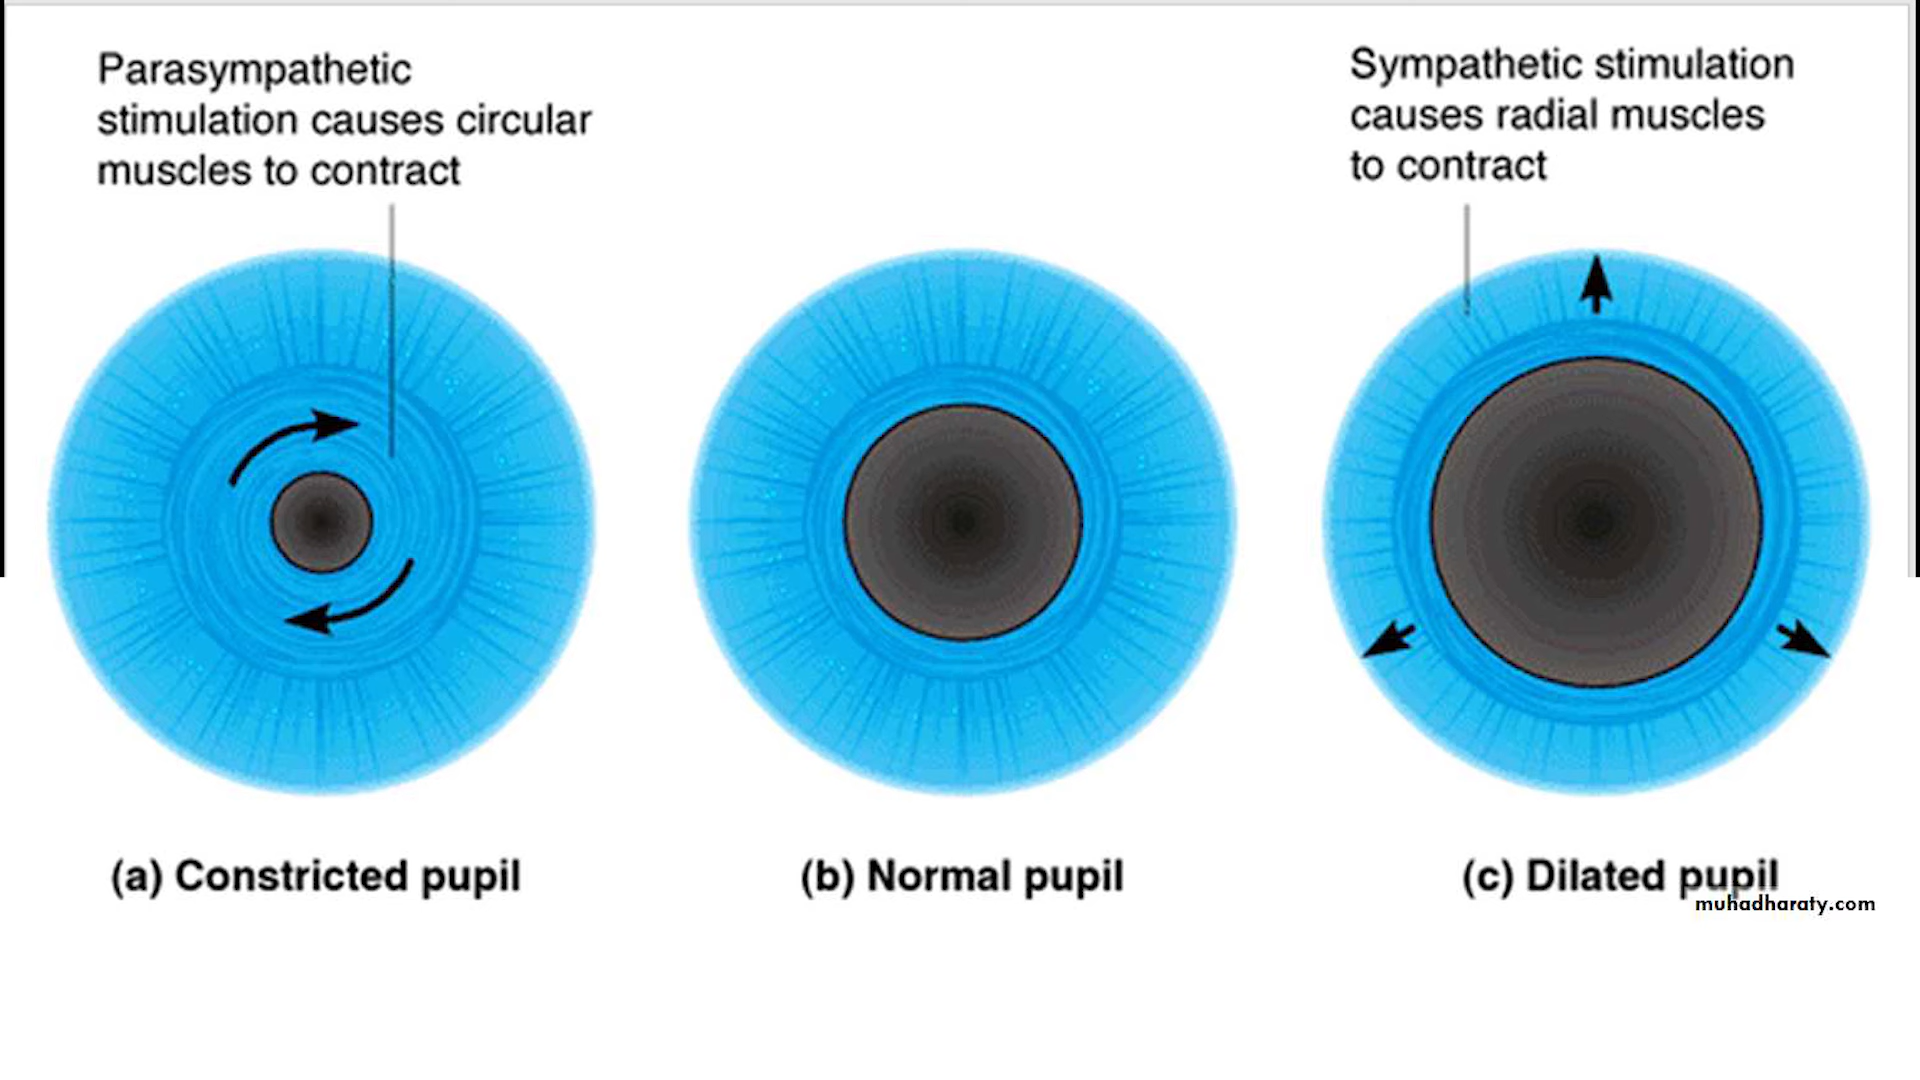 Parasympathetic
stimulation causes circular
muscles to contract
Sympathetic stimulation
causes radial muscles
to contract
(a) Constricted pupil
(b) Normal pupil
(c) Dilated pupil
muhadharaty.com